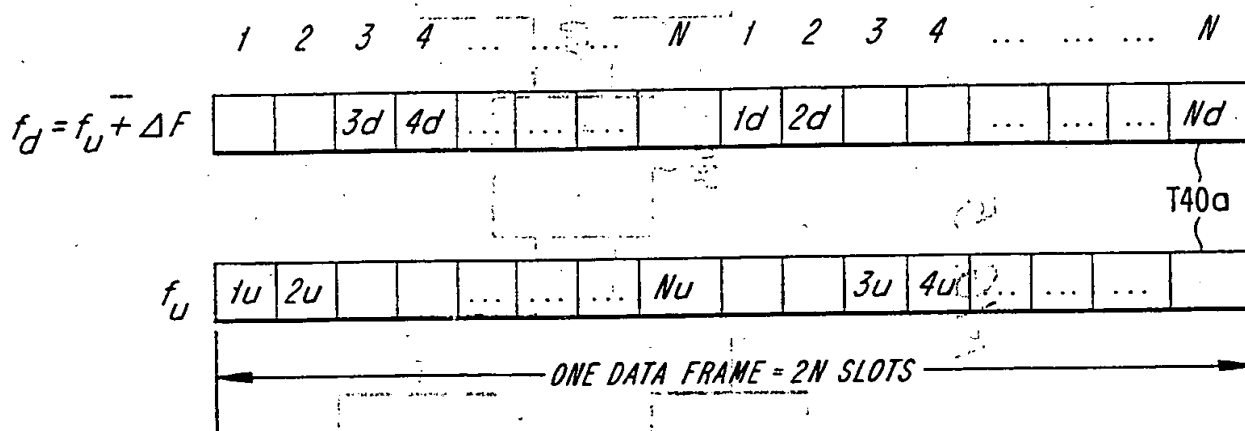 1 2 3 4 ... ... ... N 1 2 3 4 ... ... ... N
f_d = f_u ∓ ΔF 3d 4d ... ... ... 1d 2d ... ... ... Nd
T40a
f_u 1u 2u ... ... ... Nu 3u 4u ... ... ...
ONE DATA FRAME = 2N SLOTS